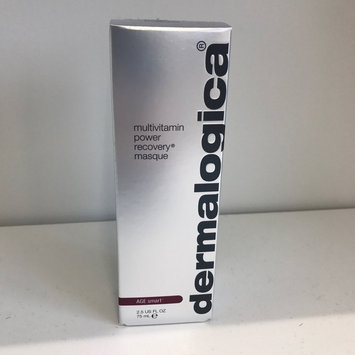 multivitamin
power
recovery®
masque
dermalogica®
AGE smart®
2.5 US FL OZ
75 mL ℮